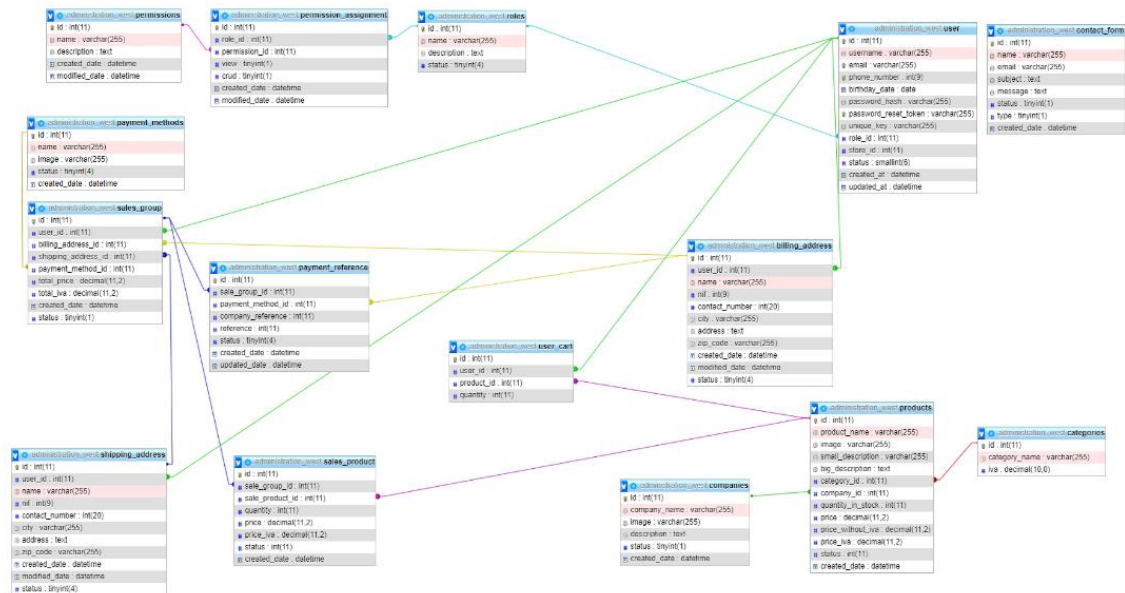 administration_west permissions
id : int(11)
name : varchar(255)
description : text
created_date : datetime
modified_date : datetime
administration_west permission_assignment
id : int(11)
role_id : int(11)
permission_id : int(11)
view : tinyint(1)
crud : tinyint(1)
created_date : datetime
modified_date : datetime
administration_west roles
id : int(11)
name : varchar(255)
description : text
status : tinyint(4)
administration_west user
id : int(11)
username : varchar(255)
email : varchar(255)
phone_number : int(9)
birthday_date : date
password_hash : varchar(255)
password_reset_token : varchar(255)
unique_key : varchar(255)
role_id : int(11)
store_id : int(11)
status : smallint(6)
created_at : datetime
updated_at : datetime
administration_west contact_form
id : int(11)
name : varchar(255)
email : varchar(255)
subject : text
message : text
status : tinyint(1)
type : tinyint(1)
created_date : datetime
administration_west payment_methods
id : int(11)
name : varchar(255)
image : varchar(255)
status : tinyint(4)
created_date : datetime
administration_west sales_group
id : int(11)
user_id : int(11)
billing_address_id : int(11)
shipping_address_id : int(11)
payment_method_id : int(11)
total_price : decimal(11,2)
total_iva : decimal(11,2)
created_date : datetime
status : tinyint(1)
administration_west payment_reference
id : int(11)
sale_group_id : int(11)
payment_method_id : int(11)
company_reference : int(11)
reference : int(11)
status : tinyint(4)
created_date : datetime
updated_date : datetime
administration_west billing_address
id : int(11)
user_id : int(11)
name : varchar(255)
nif : int(9)
contact_number : int(20)
city : varchar(255)
address : text
zip_code : varchar(255)
created_date : datetime
modified_date : datetime
status : tinyint(4)
administration_west user_cart
id : int(11)
user_id : int(11)
product_id : int(11)
quantity : int(11)
administration_west products
id : int(11)
product_name : varchar(255)
image : varchar(255)
small_description : varchar(255)
big_description : text
category_id : int(11)
company_id : int(11)
quantity_in_stock : int(11)
price : decimal(11,2)
price_without_iva : decimal(11,2)
price_iva : decimal(11,2)
status : int(11)
created_date : datetime
administration_west categories
id : int(11)
category_name : varchar(255)
iva : decimal(10,0)
administration_west shipping_address
id : int(11)
user_id : int(11)
name : varchar(255)
nif : int(9)
contact_number : int(20)
city : varchar(255)
address : text
zip_code : varchar(255)
created_date : datetime
modified_date : datetime
status : tinyint(4)
administration_west sales_product
id : int(11)
sale_group_id : int(11)
sale_product_id : int(11)
quantity : int(11)
price : decimal(11,2)
price_iva : decimal(11,2)
status : int(11)
created_date : datetime
administration_west companies
id : int(11)
company_name : varchar(255)
image : varchar(255)
description : text
status : tinyint(1)
created_date : datetime